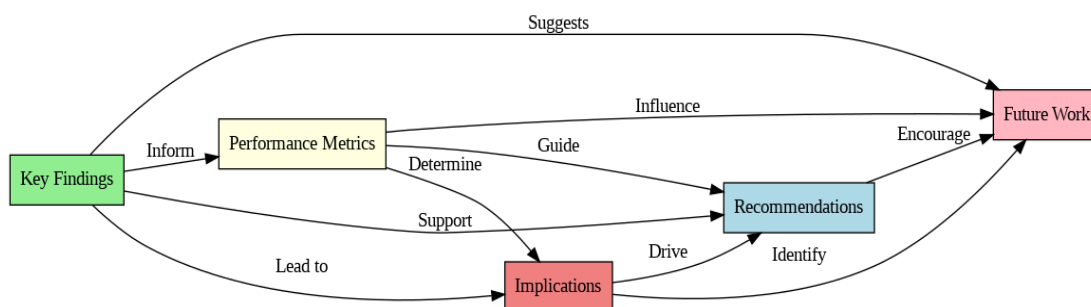 Suggests
Influence
Future Work
Performance Metrics
Encourage
Inform
Guide
Determine
Key Findings
Recommendations
Support
Drive
Identify
Lead to
Implications